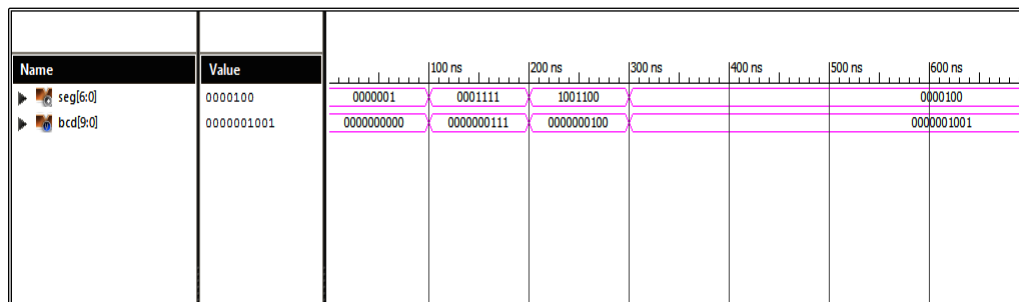 Name Value 100 ns 200 ns 300 ns 400 ns 500 ns 600 ns
seg[6:0] 0000100 0000001 0001111 1001100 0000100
bcd[9:0] 0000001001 0000000000 0000000111 0000000100 0000001001